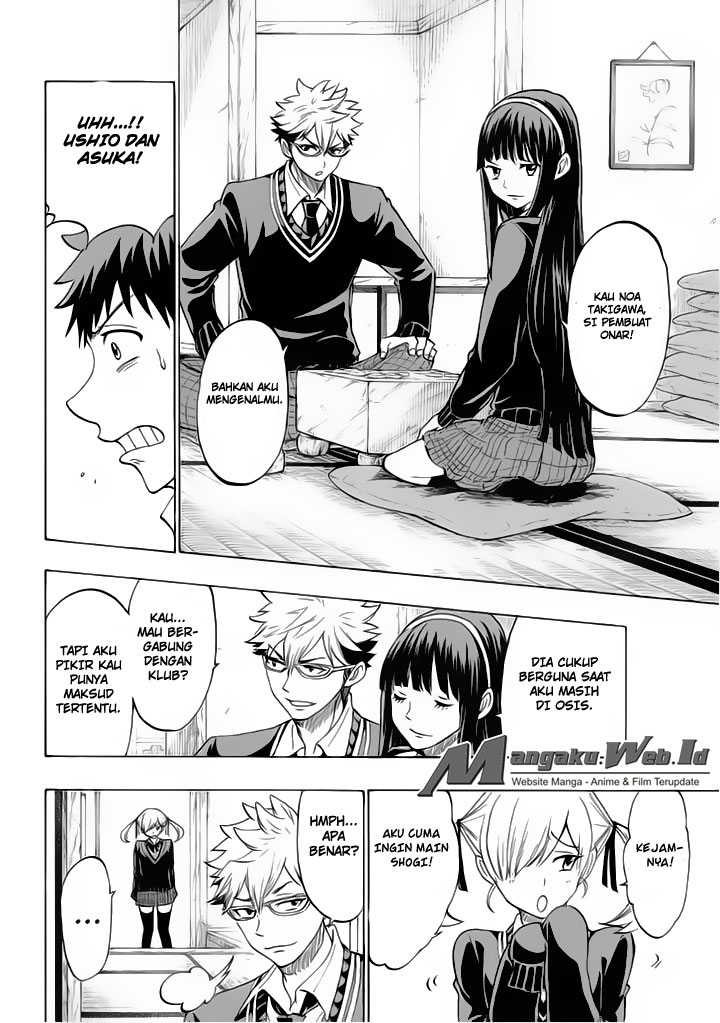 UHH...!!
USHIO DAN
ASUKA!
KAU NOA
TAKIGAWA,
SI PEMBUAT
ONAR!
BAHKAN AKU
MENGENALMU.
DIA CUKUP
BERGUNA SAAT
AKU MASIH
DI OSIS.
KAU...
MAU BER-
GABUNG
DENGAN
KLUB?
TAPI AKU
PIKIR KAU
PUNYA
MAKSUD
TERTENTU.
Mangaku.Web.Id
Website Manga - Anime & Film Terupdate
KEJAM-
NYA!
AKU CUMA
INGIN MAIN
SHOGI!
HMPH...
APA
BENAR?
...